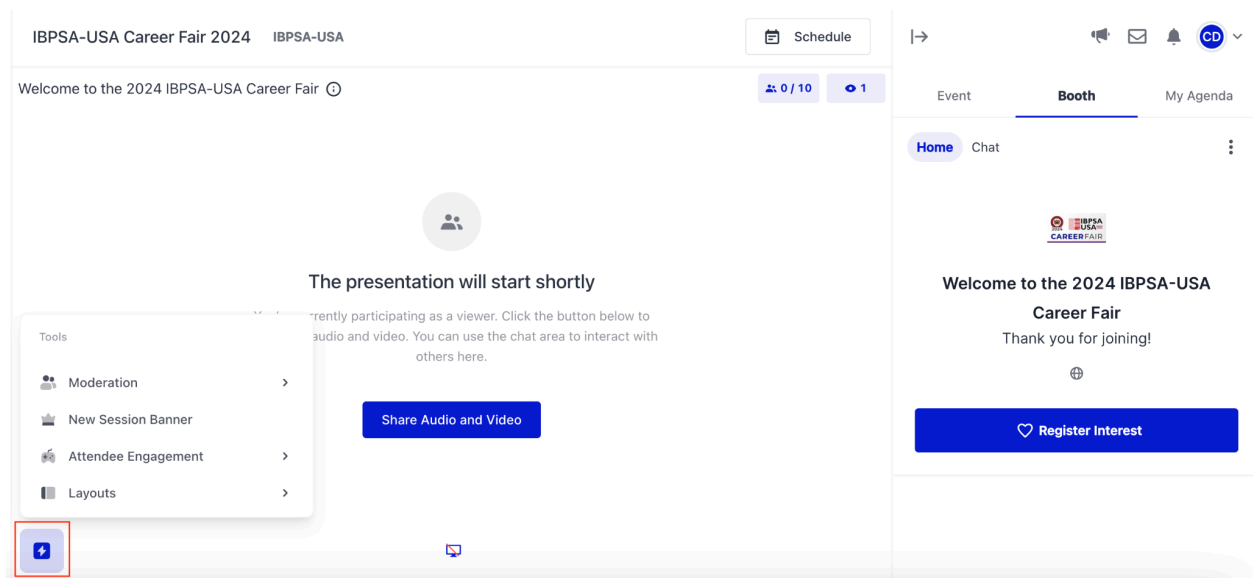 IBPSA-USA Career Fair 2024 IBPSA-USA
Schedule
CD
Welcome to the 2024 IBPSA-USA Career Fair
0 / 10
1
Event Booth My Agenda
Home Chat
IBPSA
USA
CAREER FAIR
The presentation will start shortly
rently participating as a viewer. Click the button below to
audio and video. You can use the chat area to interact with
others here.
Share Audio and Video
Tools
Moderation
New Session Banner
Attendee Engagement
Layouts
Welcome to the 2024 IBPSA-USA
Career Fair
Thank you for joining!
Register Interest